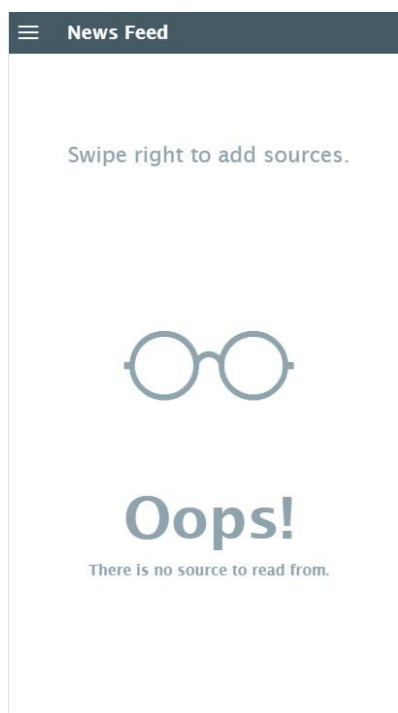 News Feed
Swipe right to add sources.
Oops!
There is no source to read from.